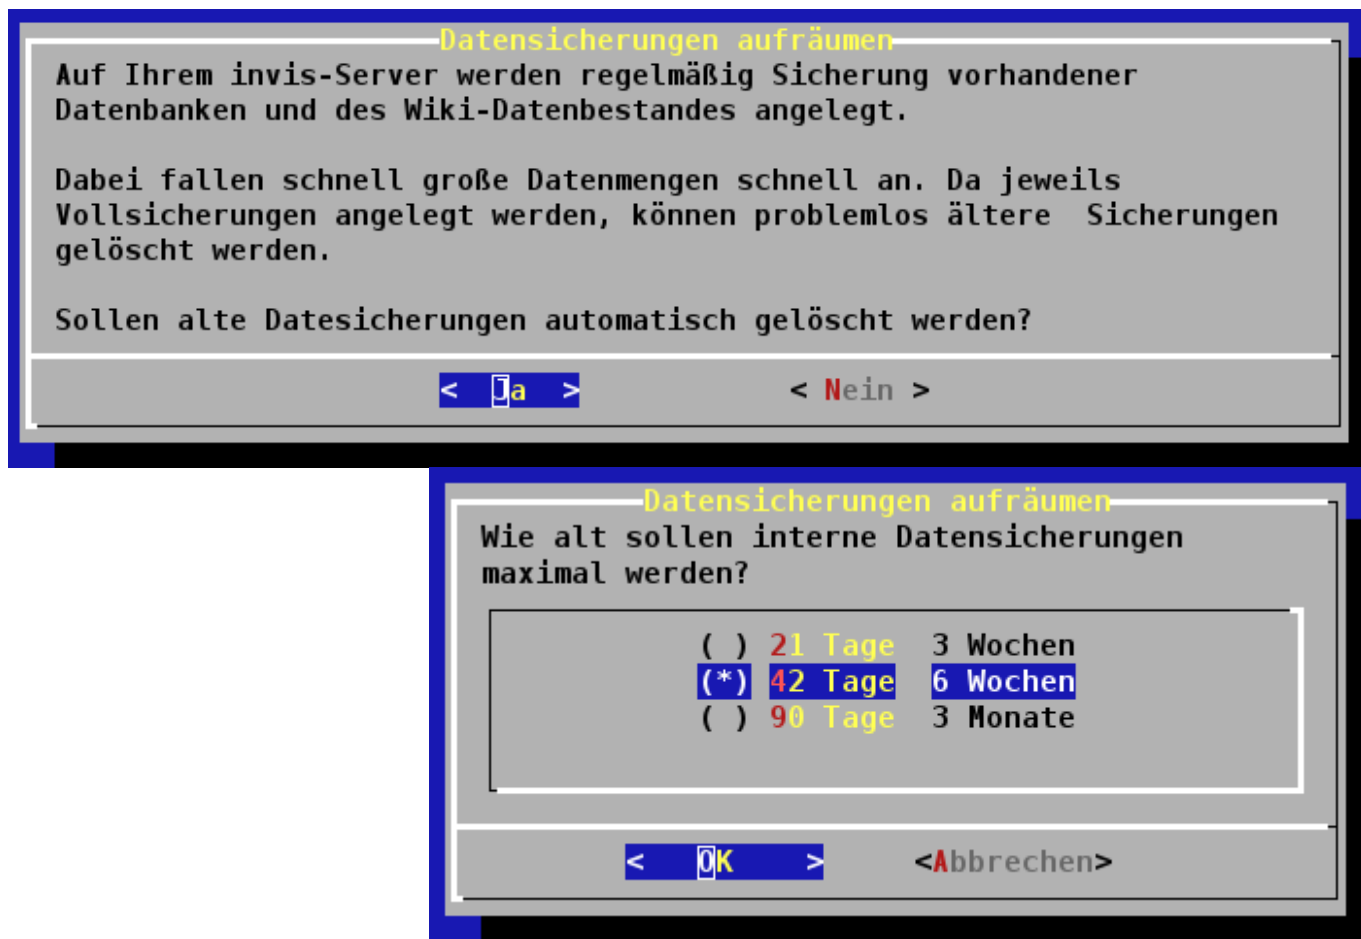 Datensicherungen aufräumen
Auf Ihrem invis-Server werden regelmäßig Sicherung vorhandener
Datenbanken und des Wiki-Datenbestandes angelegt.
Dabei fallen schnell große Datenmengen schnell an. Da jeweils
Vollsicherungen angelegt werden, können problemlos ältere  Sicherungen
gelöscht werden.
Sollen alte Datesicherungen automatisch gelöscht werden?
<  Ja  > < Nein >
Datensicherungen aufräumen
Wie alt sollen interne Datensicherungen
maximal werden?
( ) 21 Tage  3 Wochen
(*) 42 Tage  6 Wochen
( ) 90 Tage  3 Monate
<   OK    > <Abbrechen>